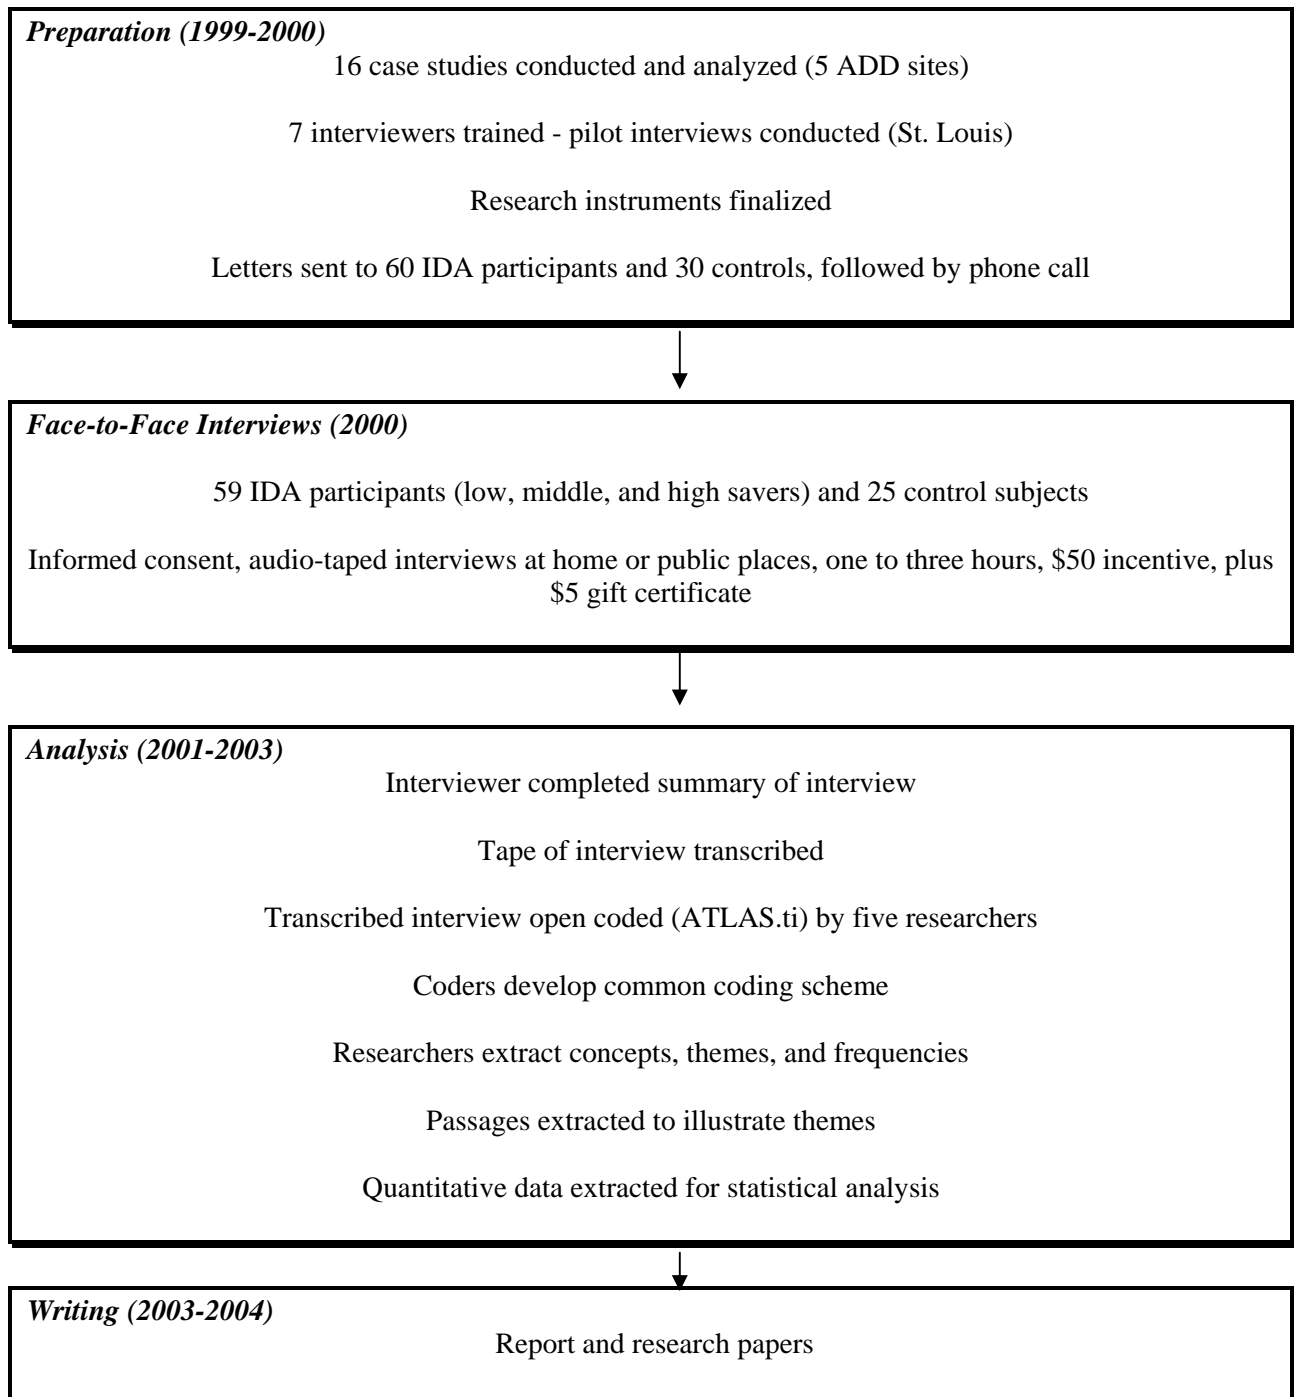 Preparation (1999-2000)
16 case studies conducted and analyzed (5 ADD sites)
7 interviewers trained - pilot interviews conducted (St. Louis)
Research instruments finalized
Letters sent to 60 IDA participants and 30 controls, followed by phone call
Face-to-Face Interviews (2000)
59 IDA participants (low, middle, and high savers) and 25 control subjects
Informed consent, audio-taped interviews at home or public places, one to three hours, $50 incentive, plus
$5 gift certificate
Analysis (2001-2003)
Interviewer completed summary of interview
Tape of interview transcribed
Transcribed interview open coded (ATLAS.ti) by five researchers
Coders develop common coding scheme
Researchers extract concepts, themes, and frequencies
Passages extracted to illustrate themes
Quantitative data extracted for statistical analysis
Writing (2003-2004)
Report and research papers